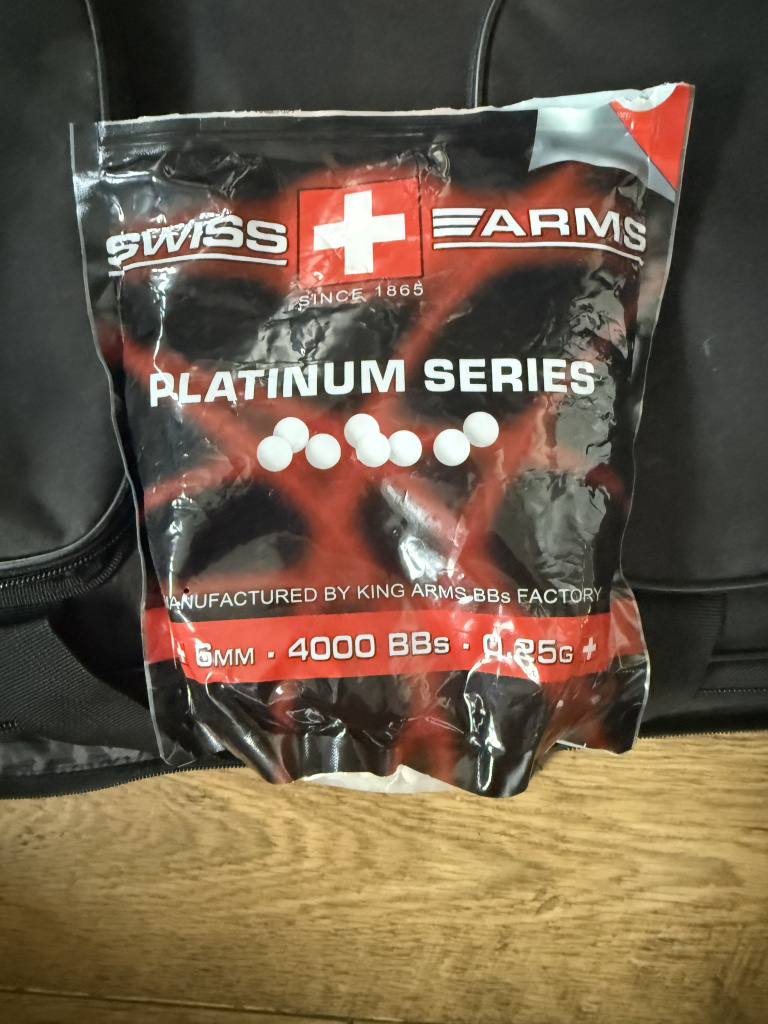 SWISS ARMS
SINCE 1865
PLATINUM SERIES
MANUFACTURED BY KING ARMS BBs FACTORY
6MM · 4000 BBs · 0.25G